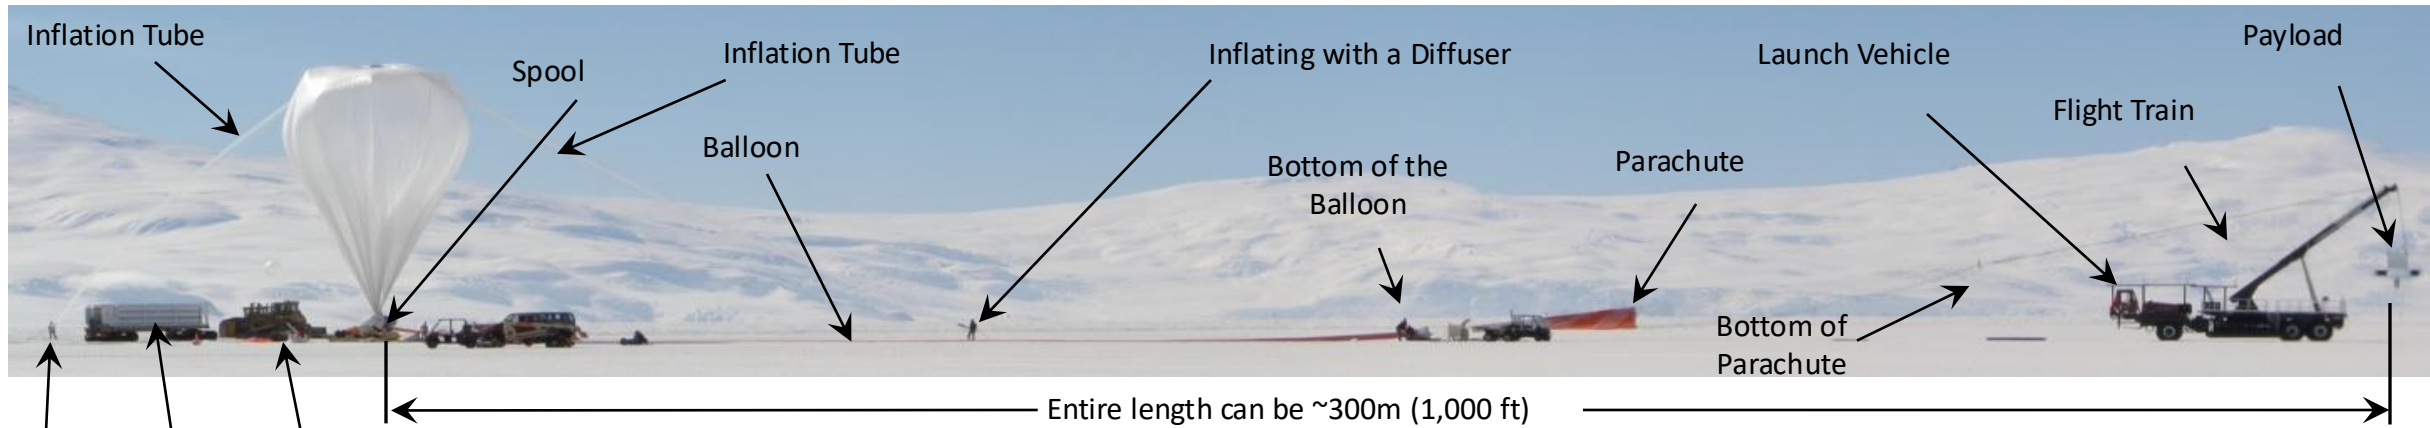 Inflation Tube
Spool
Inflation Tube
Balloon
Inflating with a Diffuser
Bottom of the
Balloon
Parachute
Launch Vehicle
Flight Train
Payload
Bottom of
Parachute
Entire length can be ~300m (1,000 ft)